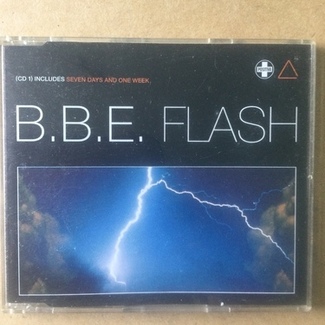 (CD 1) INCLUDES SEVEN DAYS AND ONE WEEK.
B.B.E. FLASH